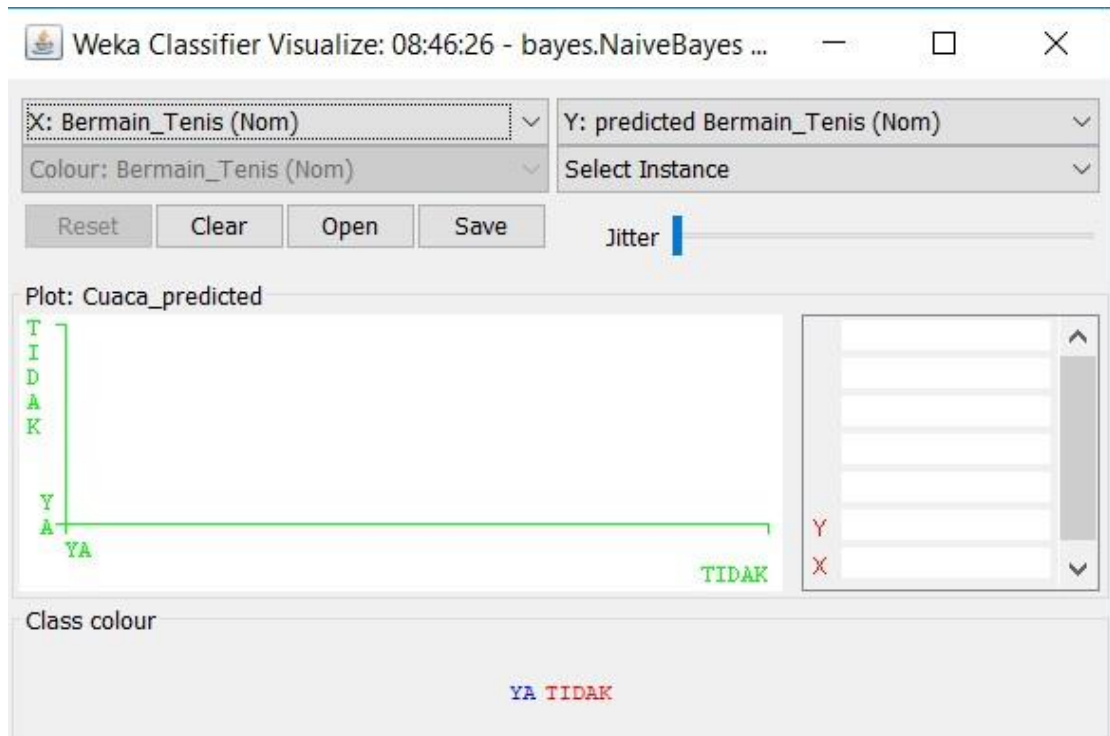 Weka Classifier Visualize: 08:46:26 - bayes.NaiveBayes ...
X: Bermain_Tenis (Nom)
Y: predicted Bermain_Tenis (Nom)
Colour: Bermain_Tenis (Nom)
Select Instance
Reset
Clear
Open
Save
Jitter
Plot: Cuaca_predicted
TIDAK
YA
YA
TIDAK
Y
X
Class colour
YA TIDAK